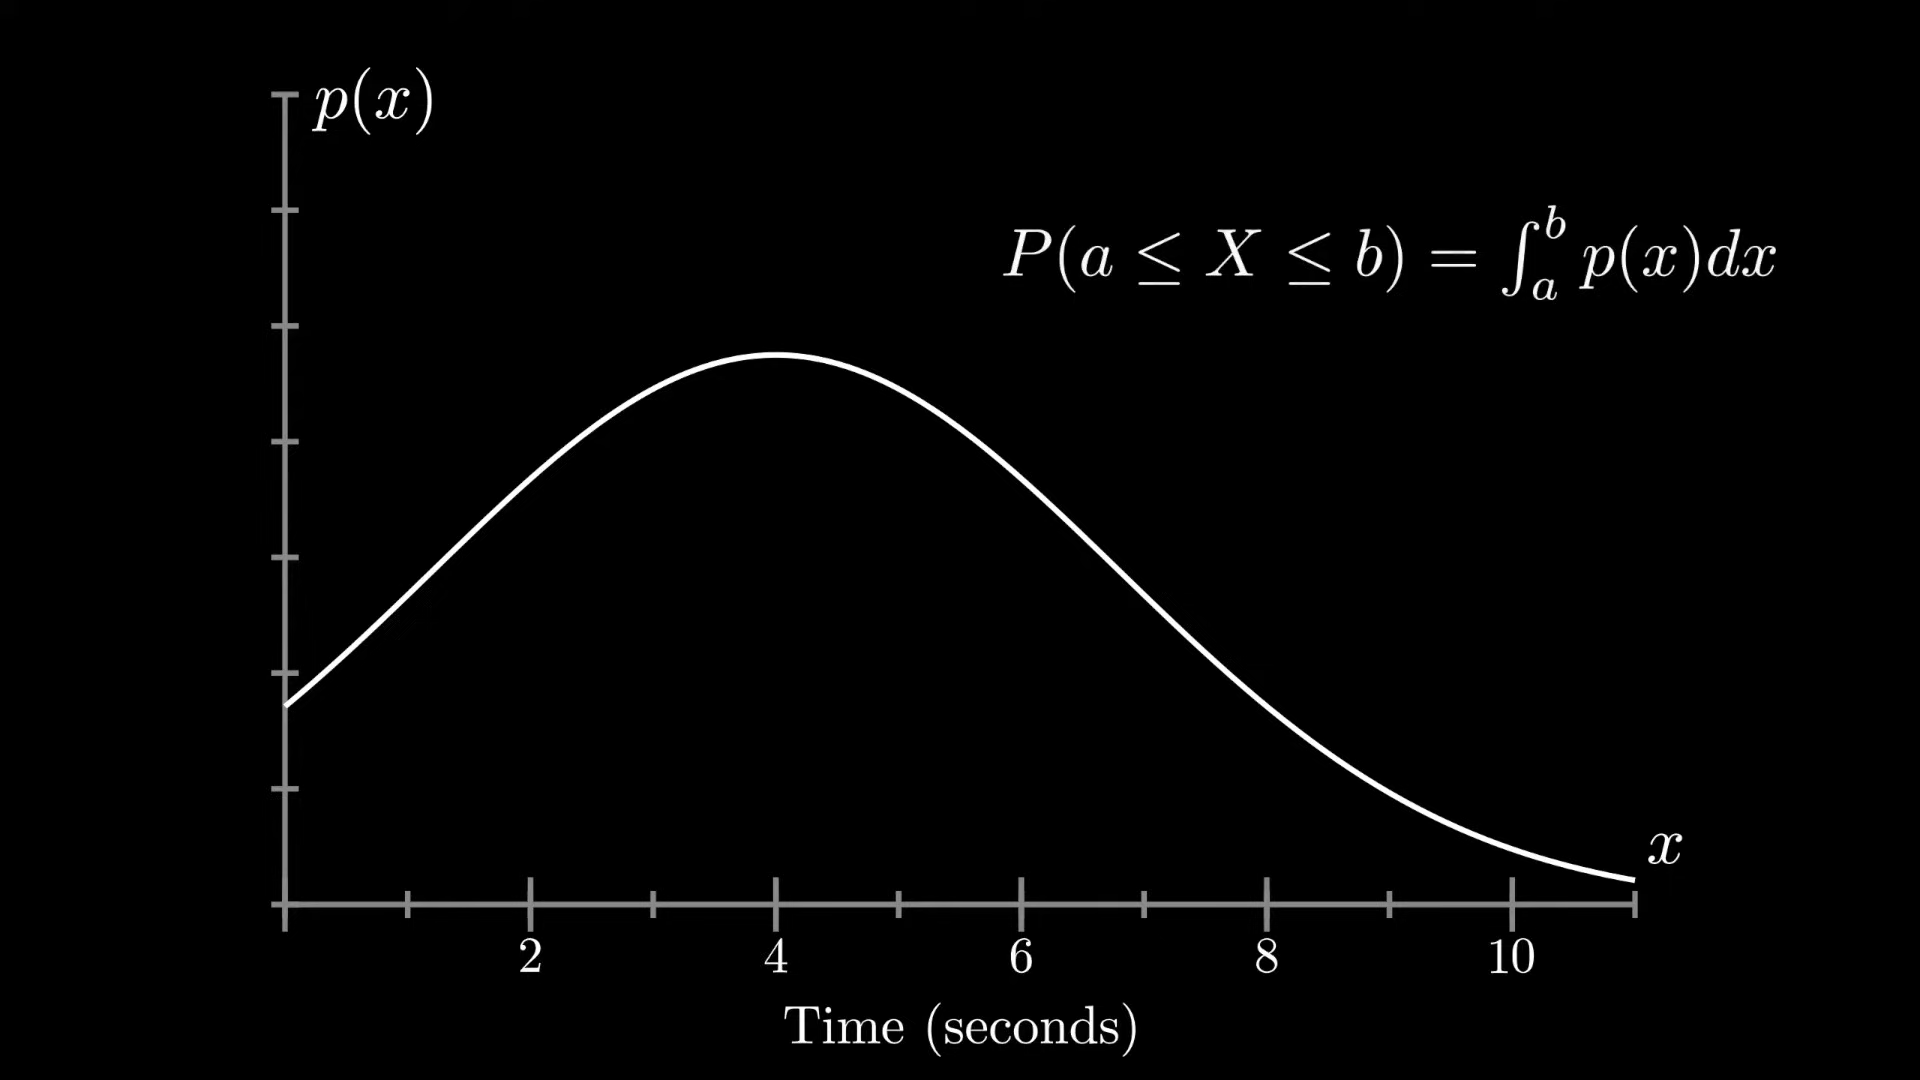 p(x)
P(a ≤ X ≤ b) = ∫_a^b p(x)dx
x
2 4 6 8 10
Time (seconds)